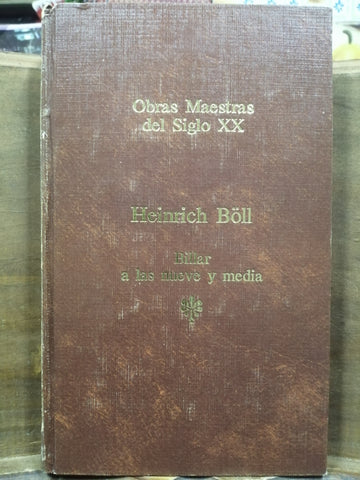 Obras Maestras
del Siglo XX
Heinrich Böll
Billar
a las nueve y media